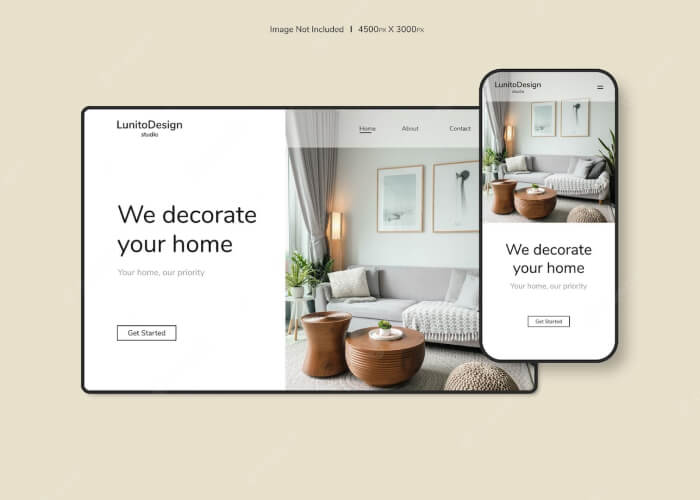 Image Not Included | 4500PX X 3000PX
LunitoDesign
studio
Home About Contact
We decorate
your home
Your home, our priority
Get Started
LunitoDesign
studio
We decorate
your home
Your home, our priority
Get Started